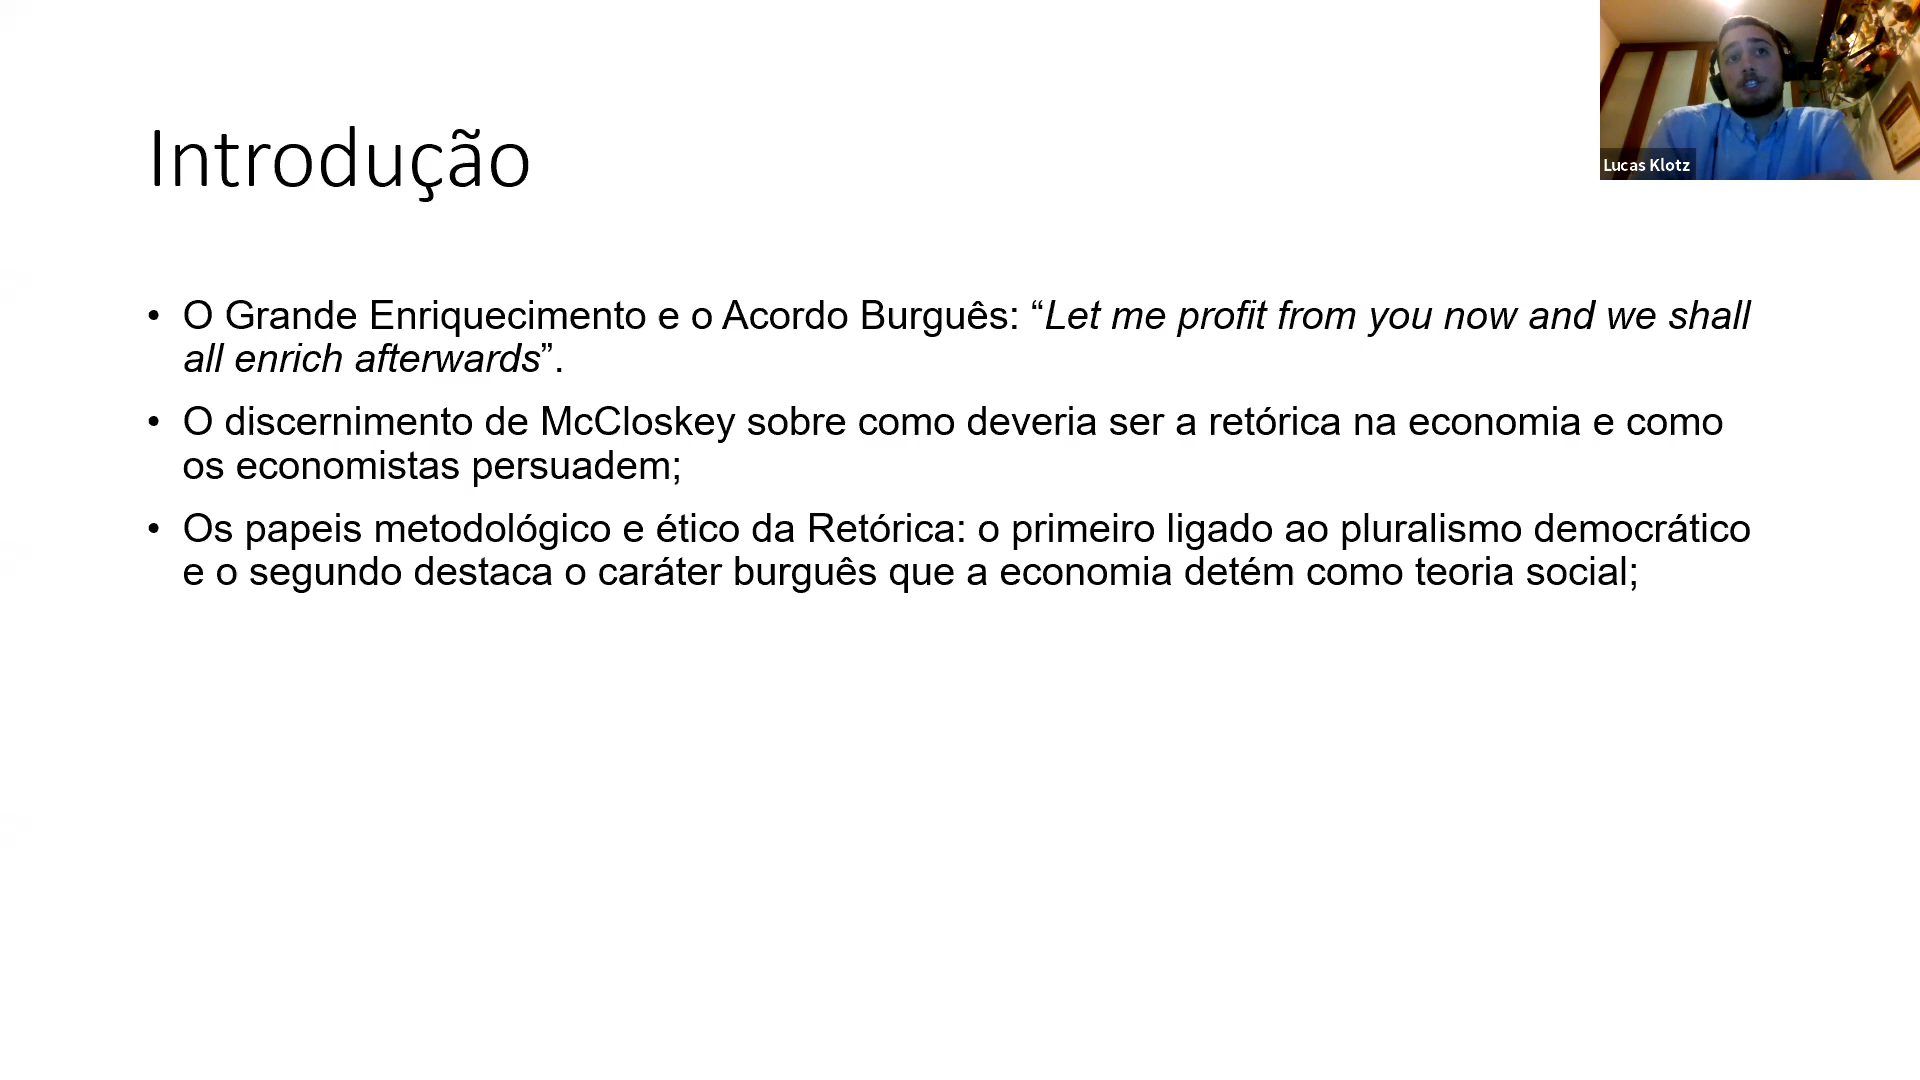 Lucas Klotz
Introdução
• O Grande Enriquecimento e o Acordo Burguês: “Let me profit from you now and we shall
all enrich afterwards”.
• O discernimento de McCloskey sobre como deveria ser a retórica na economia e como
os economistas persuadem;
• Os papeis metodológico e ético da Retórica: o primeiro ligado ao pluralismo democrático
e o segundo destaca o caráter burguês que a economia detém como teoria social;